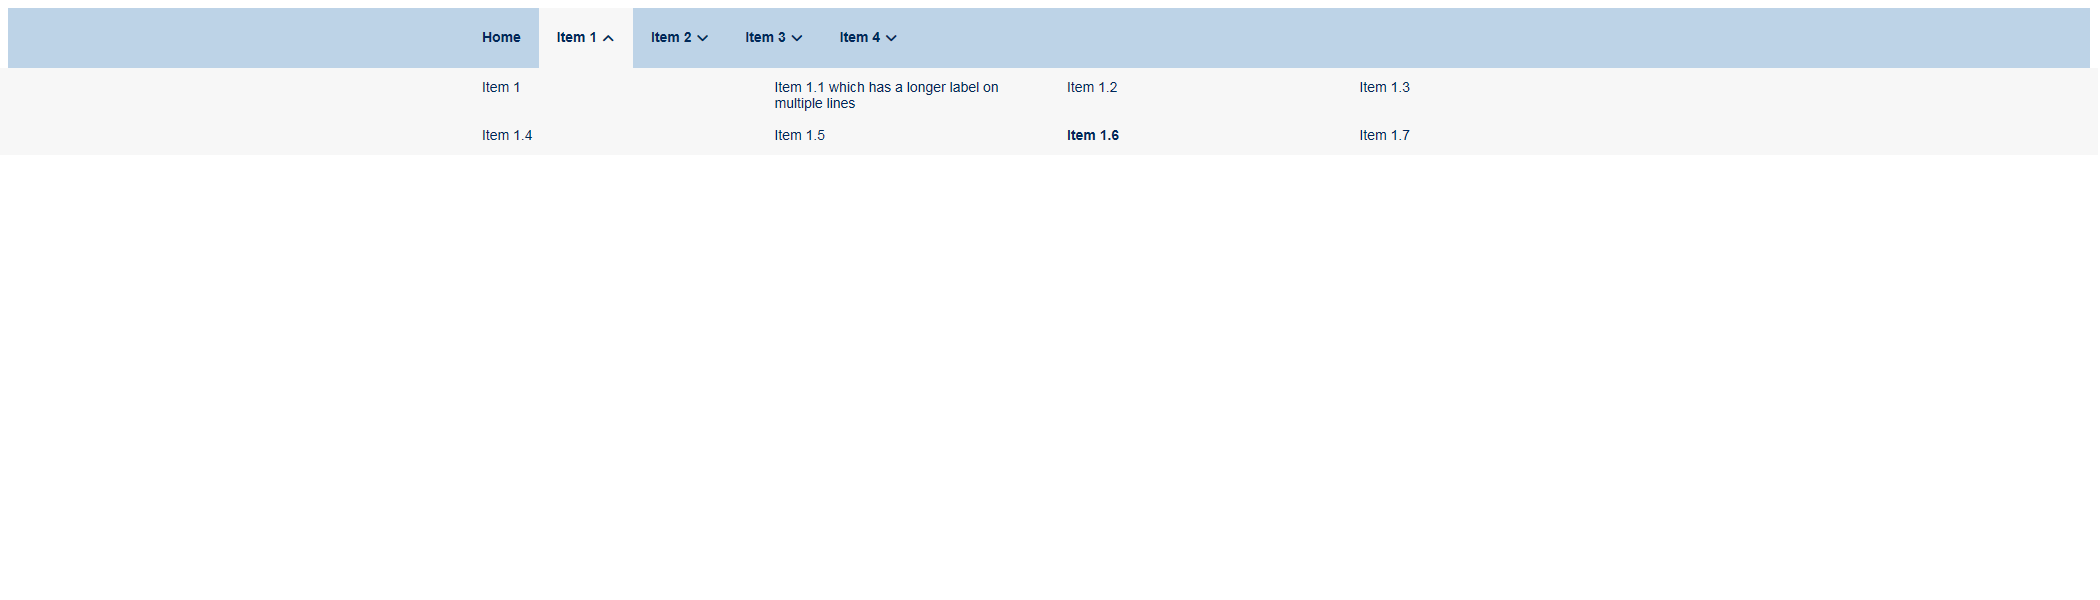 Home Item 1 Item 2 Item 3 Item 4
Item 1 Item 1.1 which has a longer label on Item 1.2 Item 1.3
multiple lines
Item 1.4 Item 1.5 Item 1.6 Item 1.7